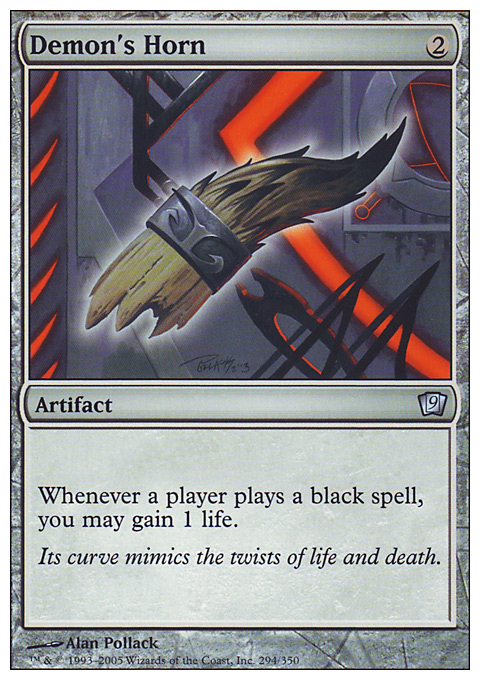 Demon's Horn 2
Artifact 9
Whenever a player plays a black spell,
you may gain 1 life.
Its curve mimics the twists of life and death.
Alan Pollack
™ & © 1993–2005 Wizards of the Coast, Inc. 294/350